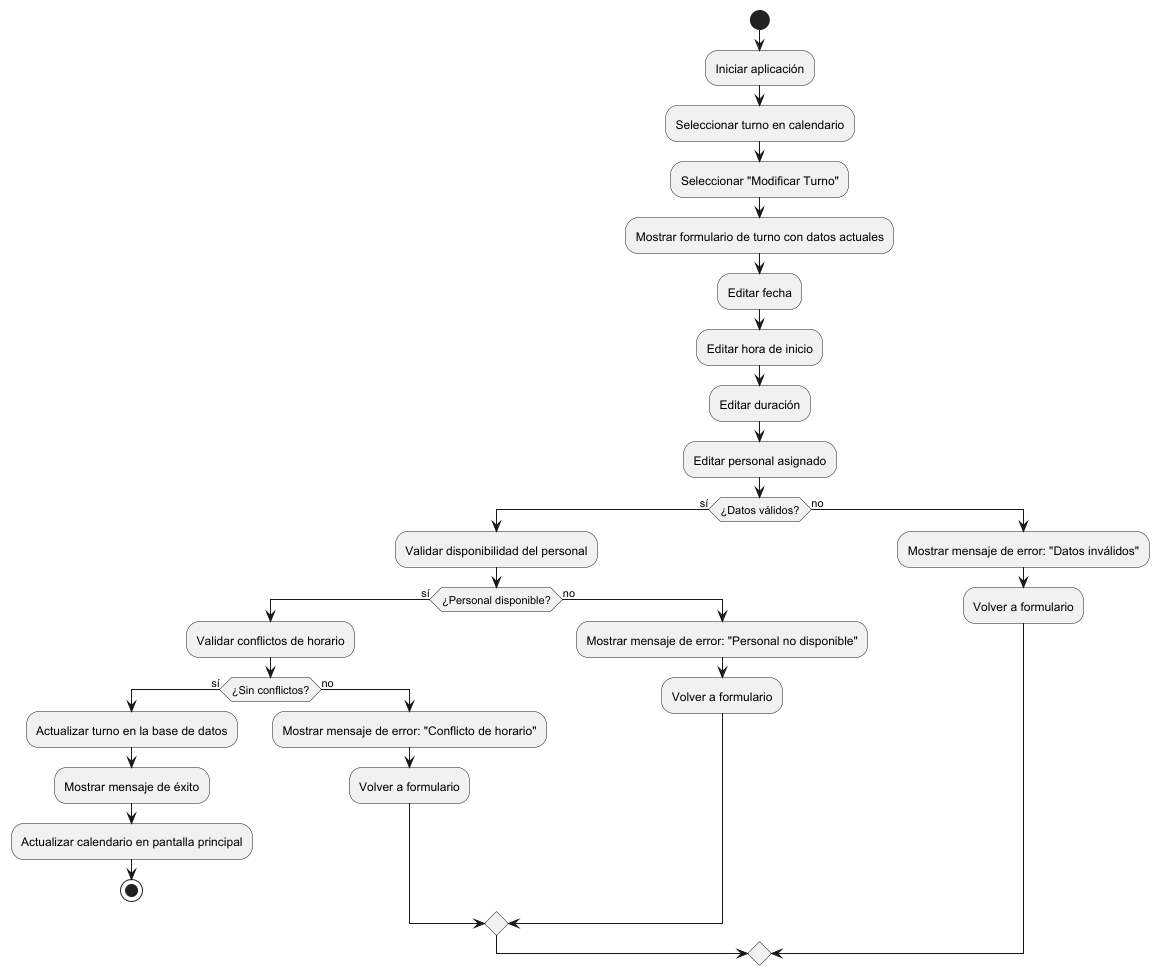 Iniciar aplicación
Seleccionar turno en calendario
Seleccionar "Modificar Turno"
Mostrar formulario de turno con datos actuales
Editar fecha
Editar hora de inicio
Editar duración
Editar personal asignado
sí
¿Datos válidos?
no
Validar disponibilidad del personal
Mostrar mensaje de error: "Datos inválidos"
sí
¿Personal disponible?
no
Volver a formulario
Validar conflictos de horario
Mostrar mensaje de error: "Personal no disponible"
sí
¿Sin conflictos?
no
Volver a formulario
Actualizar turno en la base de datos
Mostrar mensaje de error: "Conflicto de horario"
Mostrar mensaje de éxito
Volver a formulario
Actualizar calendario en pantalla principal